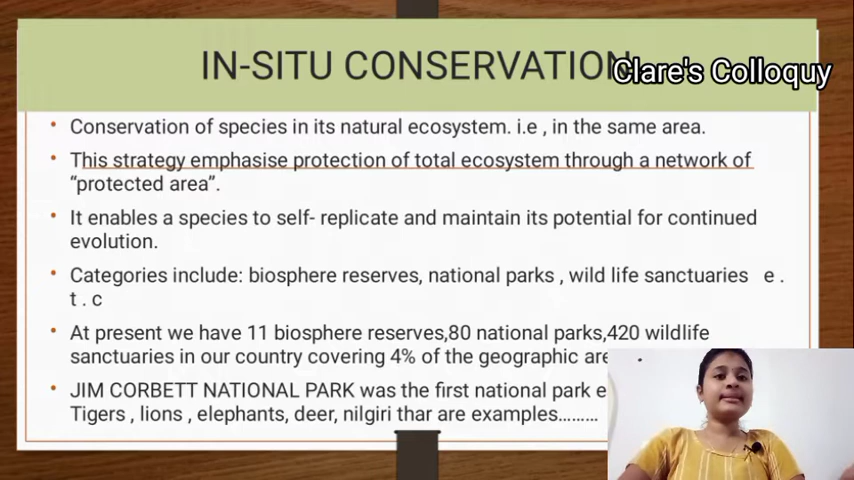 IN-SITU CONSERVATION
Clare's Colloquy
Conservation of species in its natural ecosystem. i.e , in the same area.
This strategy emphasise protection of total ecosystem through a network of
“protected area”.
It enables a species to self- replicate and maintain its potential for continued
evolution.
Categories include: biosphere reserves, national parks , wild life sanctuaries e .
t . c
At present we have 11 biosphere reserves,80 national parks,420 wildlife
sanctuaries in our country covering 4% of the geographic
JIM CORBETT NATIONAL PARK was the first national park
Tigers , lions , elephants, deer, nilgiri thar are examples.........